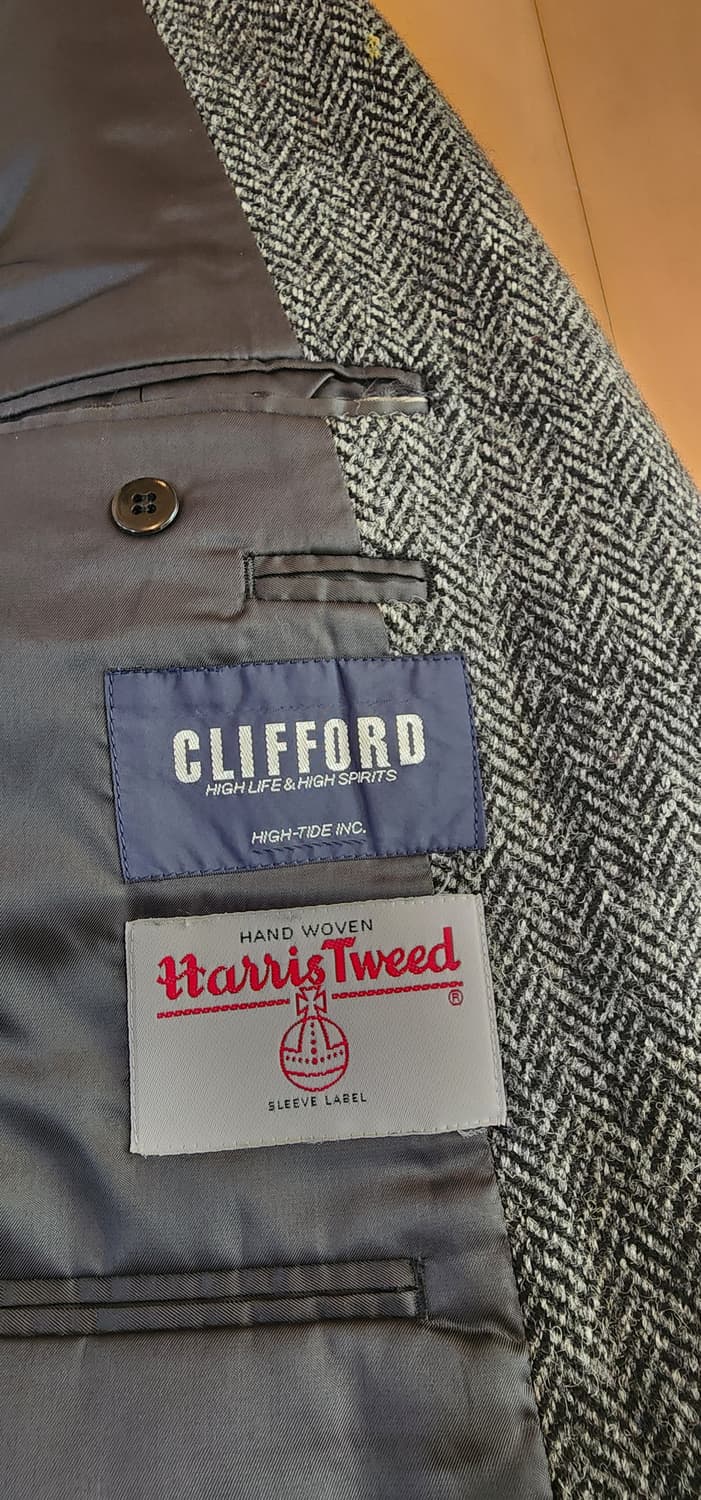 CLIFFORD
HIGH LIFE & HIGH SPIRITS
HIGH-TIDE INC.
HAND WOVEN
Harris Tweed
®
SLEEVE LABEL